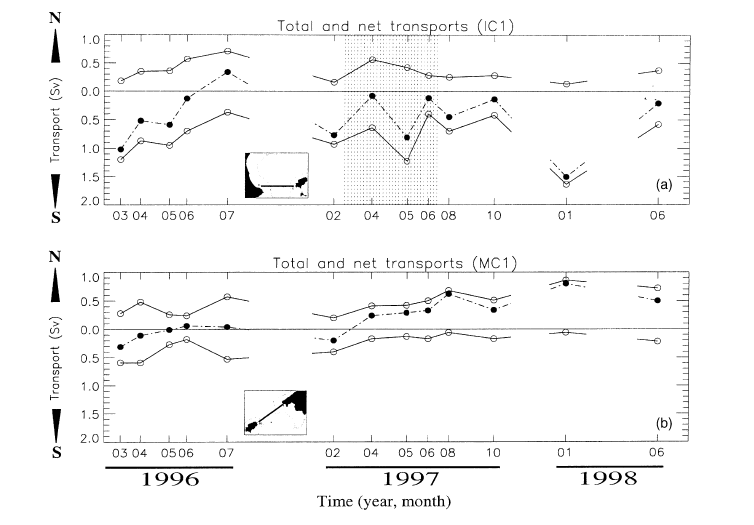 N
Total and net transports (IC1)
1.0
0.5
0.0
0.5
1.0
1.5
2.0
Transport (Sv)
S
(a)
03 04 05 06 07 02 04 05 06 08 10 01 06
N
Total and net transports (MC1)
1.0
0.5
0.0
0.5
1.0
1.5
2.0
Transport (Sv)
S
(b)
03 04 05 06 07 02 04 05 06 08 10 01 06
1996 1997 1998
Time (year, month)